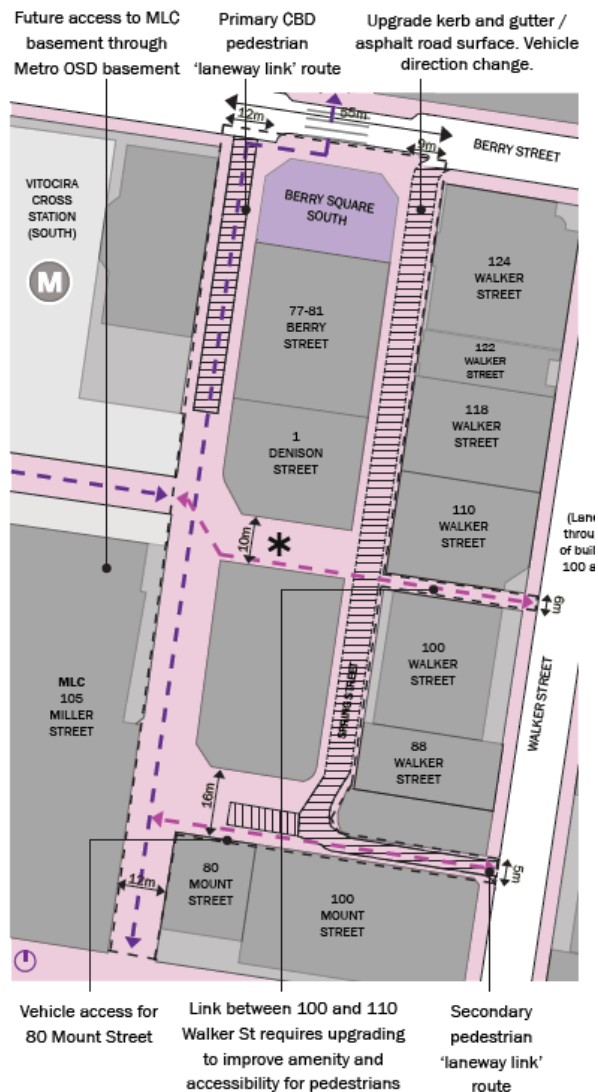 Future access to MLC
basement through
Metro OSD basement
Primary CBD
pedestrian
‘laneway link’ route
Upgrade kerb and gutter /
asphalt road surface. Vehicle
direction change.
12m
55m
9m
BERRY STREET
VITOCIRA
CROSS
STATION
(SOUTH)
M
BERRY SQUARE
SOUTH
124
WALKER
STREET
77-81
BERRY
STREET
122
WALKER
STREET
118
WALKER
STREET
1
DENISON
STREET
110
WALKER
STREET
(Lane
throu
of buil
100 a
10m
*
6m
100
WALKER
STREET
SPRING STREET
WALKER STREET
MLC
105
MILLER
STREET
88
WALKER
STREET
16m
80
MOUNT
STREET
100
MOUNT
STREET
12m
5m
Vehicle access for
80 Mount Street
Link between 100 and 110
Walker St requires upgrading
to improve amenity and
accessibility for pedestrians
Secondary
pedestrian
‘laneway link’
route